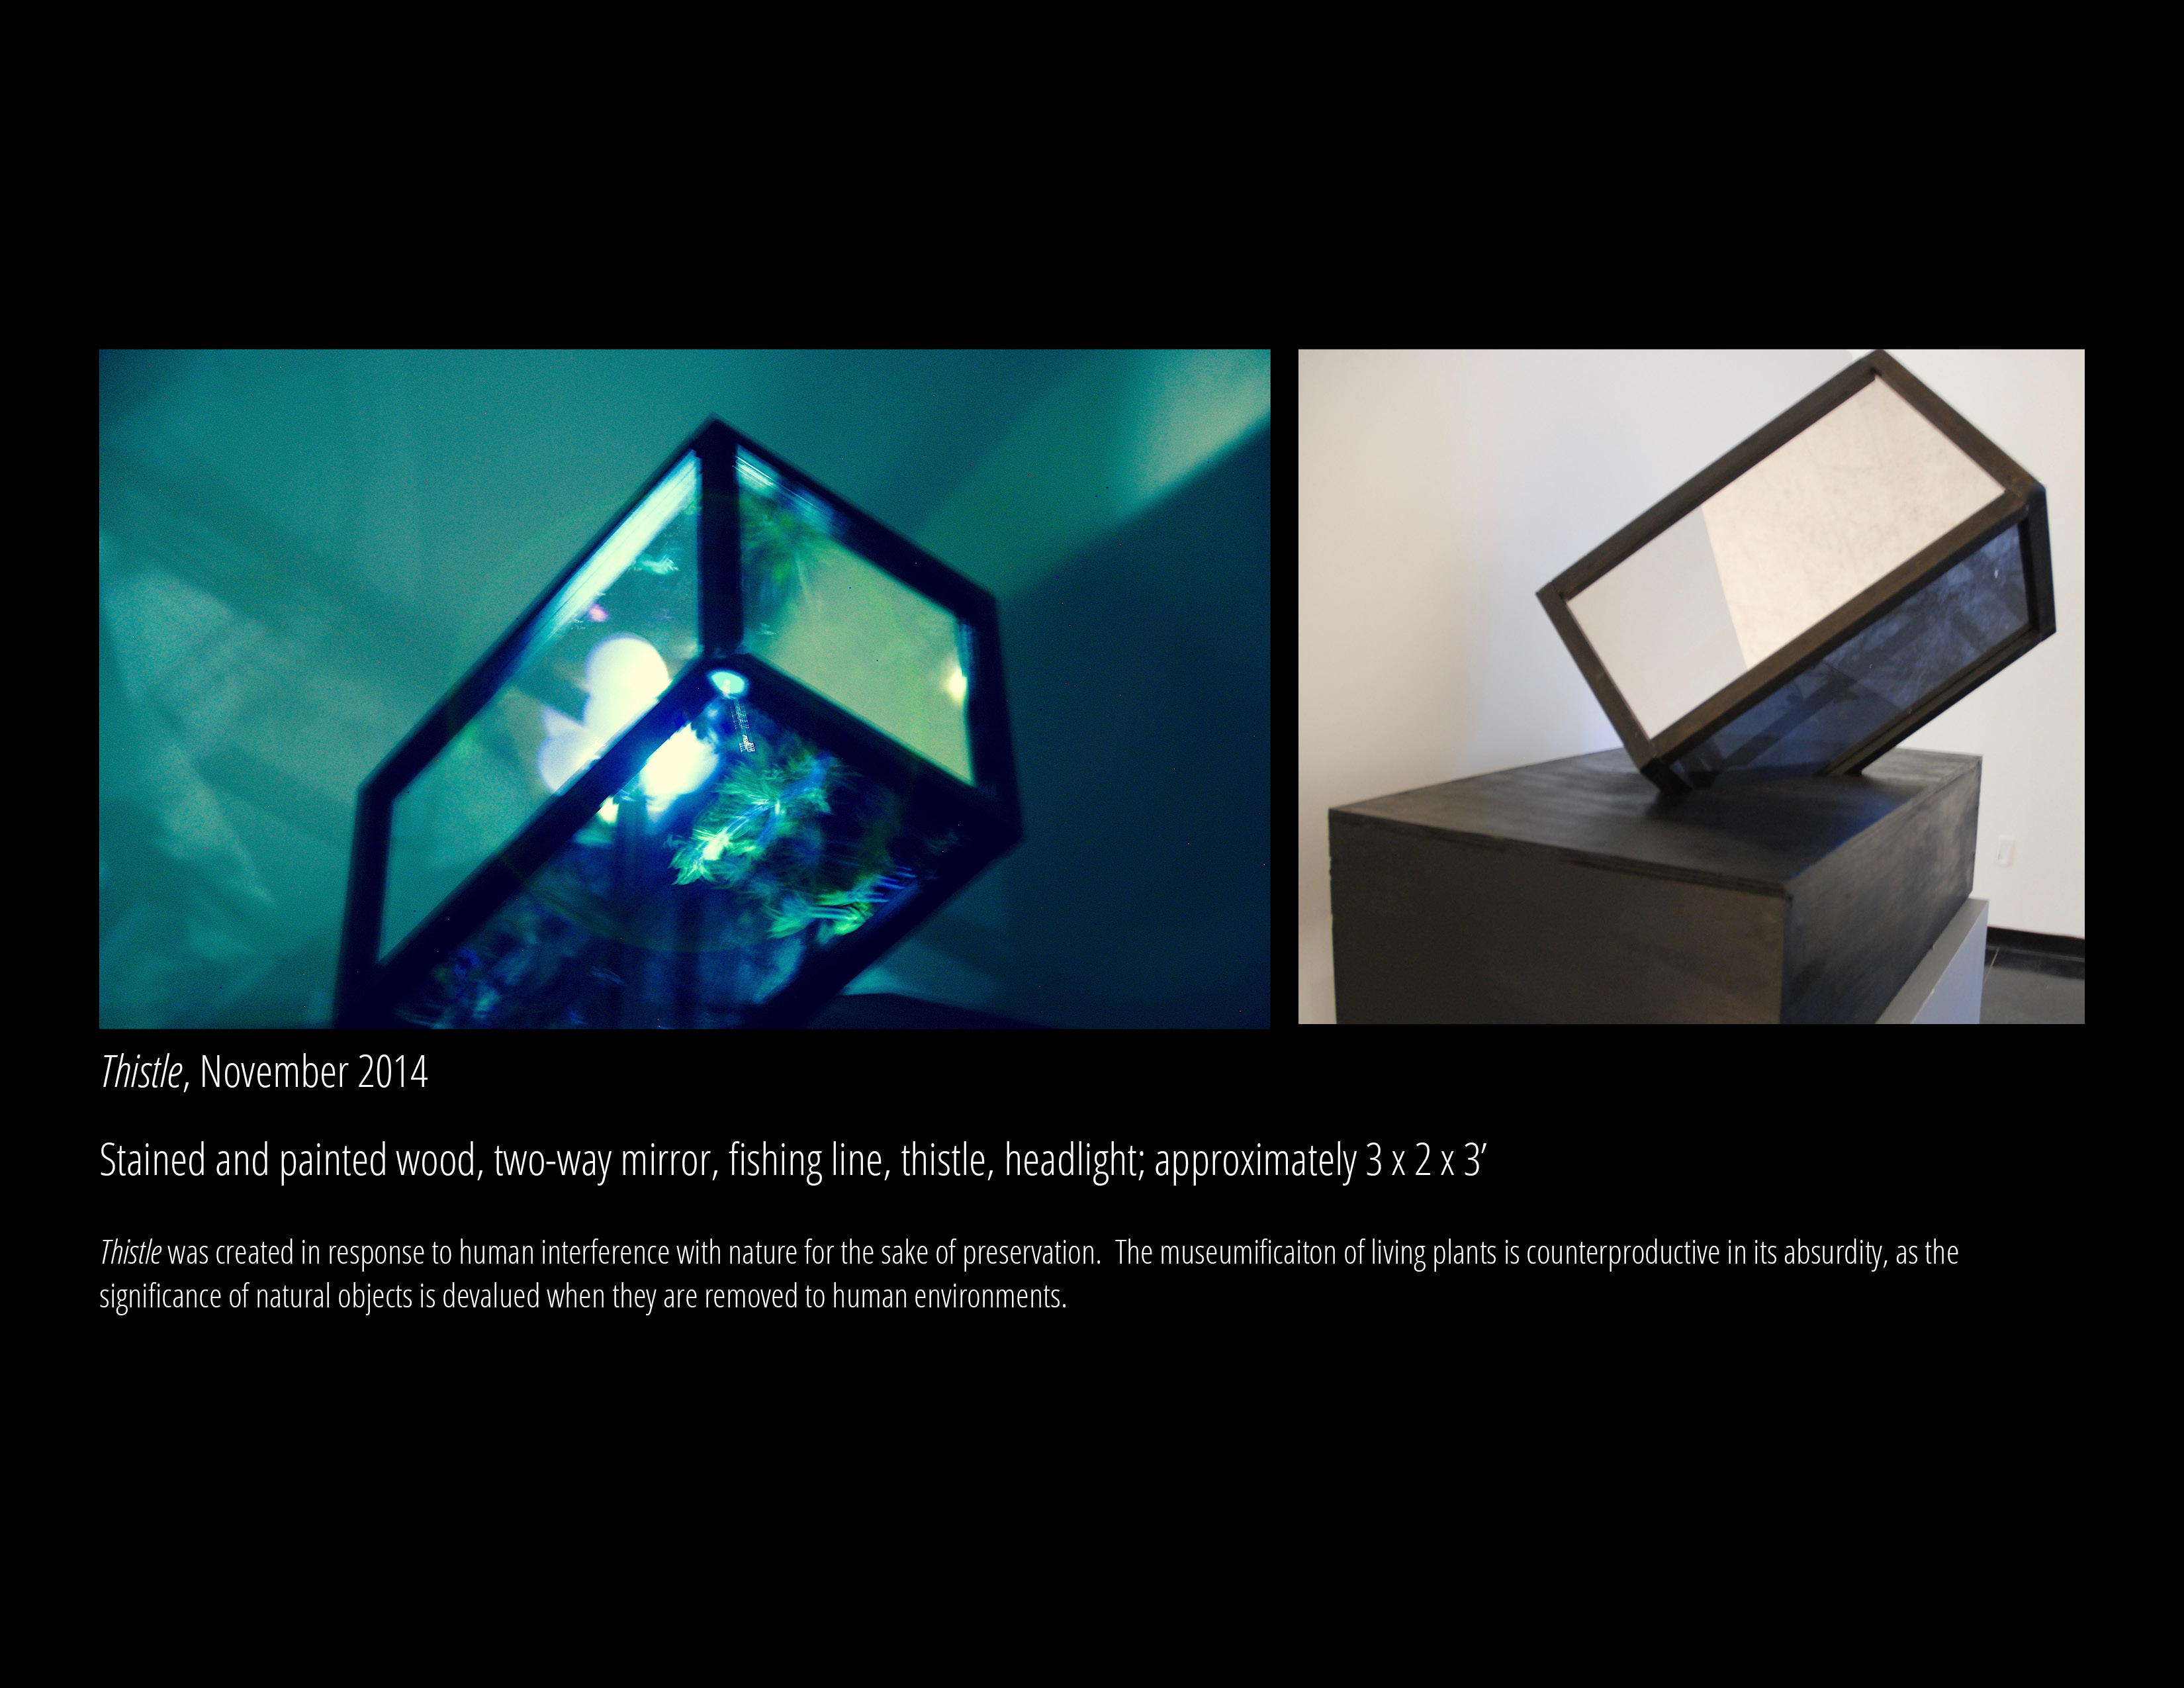 Thistle, November 2014
Stained and painted wood, two-way mirror, fishing line, thistle, headlight; approximately 3 x 2 x 3’
Thistle was created in response to human interference with nature for the sake of preservation.  The museumificaiton of living plants is counterproductive in its absurdity, as the
significance of natural objects is devalued when they are removed to human environments.